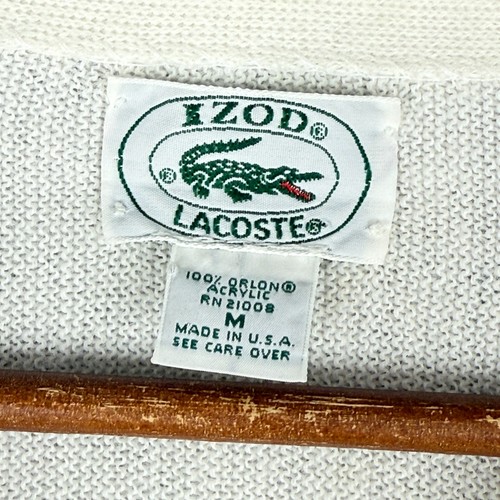 IZOD®
®
LACOSTE®
100% ORLON®
ACRYLIC
RN 21008
M
MADE IN U.S.A.
SEE CARE OVER